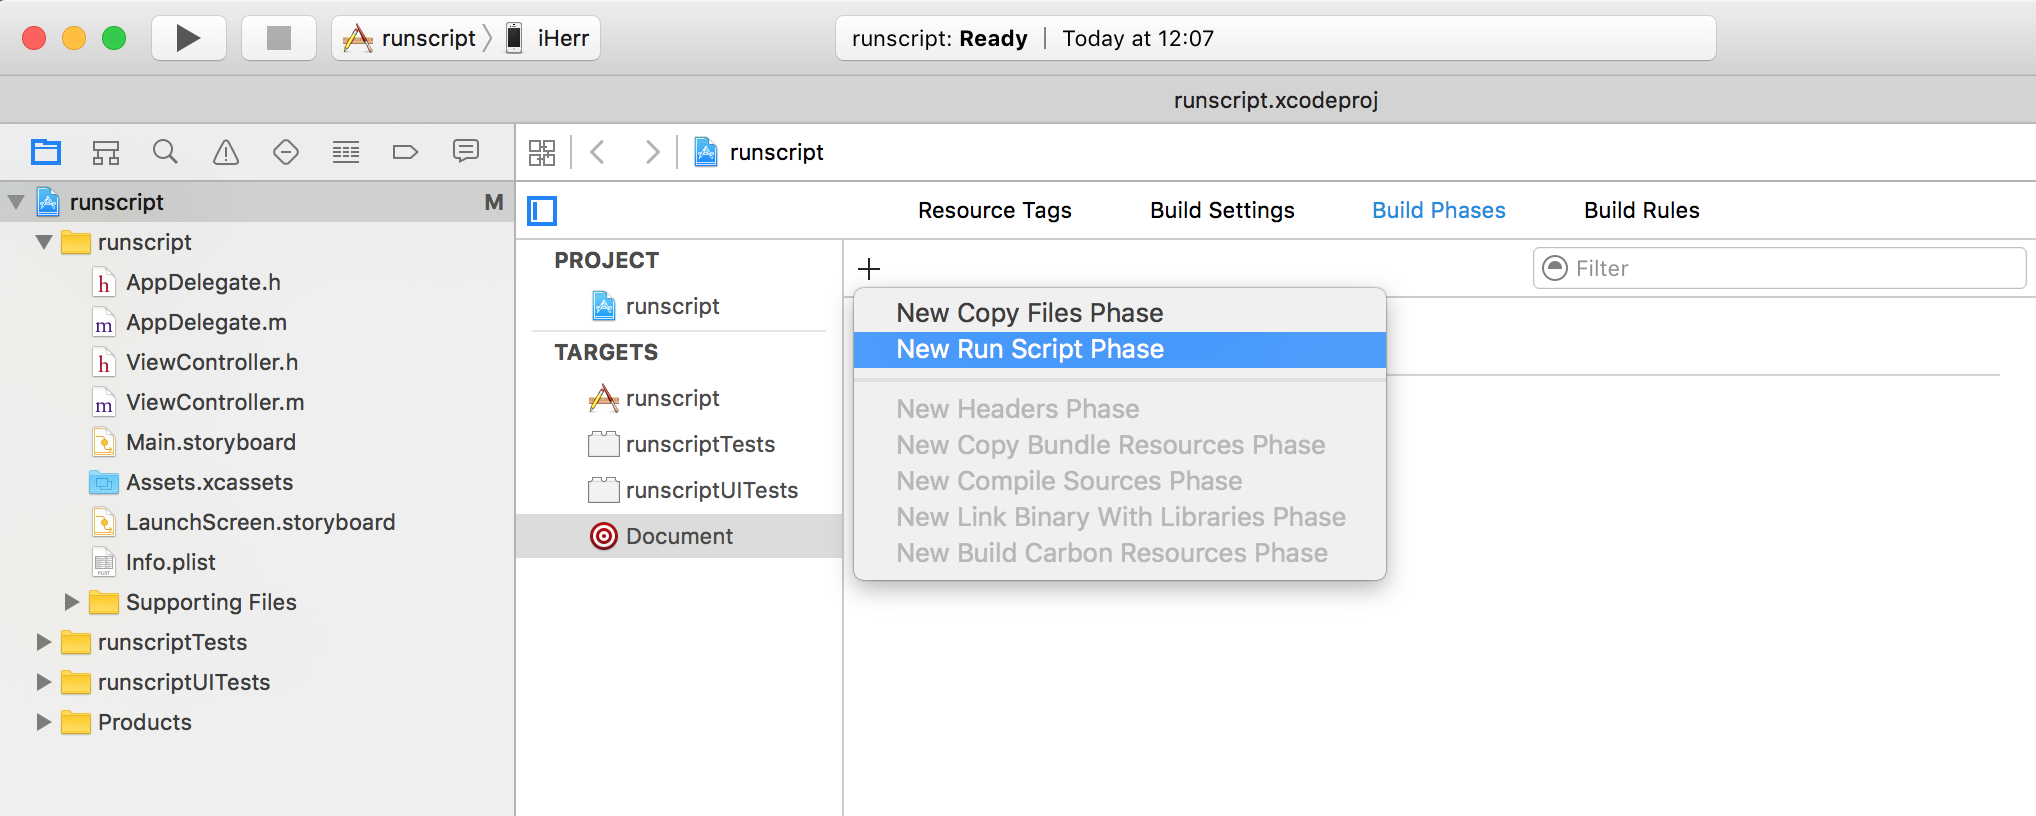 runscript iHerr
runscript: Ready | Today at 12:07
runscript.xcodeproj
runscript
Resource Tags Build Settings Build Phases Build Rules
runscript M
runscript
AppDelegate.h
AppDelegate.m
ViewController.h
ViewController.m
Main.storyboard
Assets.xcassets
LaunchScreen.storyboard
Info.plist
Supporting Files
runscriptTests
runscriptUITests
Products
PROJECT
runscript
TARGETS
runscript
runscriptTests
runscriptUITests
Document
Filter
New Copy Files Phase
New Run Script Phase
New Headers Phase
New Copy Bundle Resources Phase
New Compile Sources Phase
New Link Binary With Libraries Phase
New Build Carbon Resources Phase